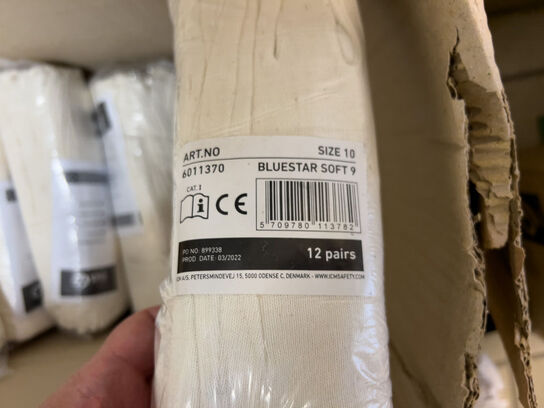 ART.NO SIZE 10
6011370 BLUESTAR SOFT 9
CAT. I
i CE
5 709780 113782
PO NO 899338
PROD. DATE 03/2022 12 pairs
A/S, PETERSMINDEVEJ 15, 5000 ODENSE C, DENMARK - WWW.ICMSAFETY.COM